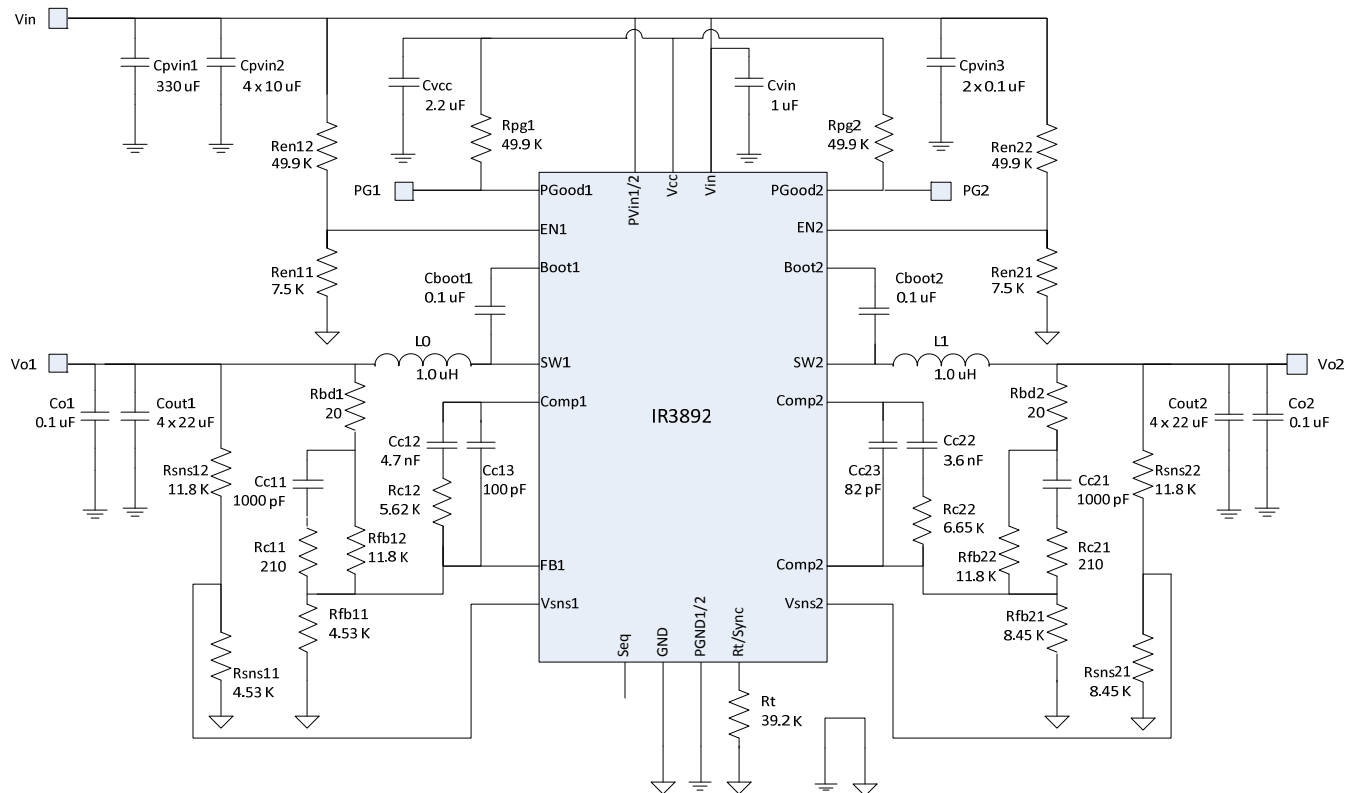 Vin
Cpvin1
330 uF
Cpvin2
4 x 10 uF
Cvcc
2.2 uF
Cvin
1 uF
Cpvin3
2 x 0.1 uF
Ren12
49.9 K
Rpg1
49.9 K
Rpg2
49.9 K
Ren22
49.9 K
PG1
PGood1
PVin1/2
Vcc
Vin
PGood2
PG2
EN1
EN2
Ren11
7.5 K
Boot1
Boot2
Cboot1
0.1 uF
Cboot2
0.1 uF
Ren21
7.5 K
Vo1
L0
1.0 uH
SW1
SW2
L1
1.0 uH
Vo2
Co1
0.1 uF
Cout1
4 x 22 uF
Rbd1
20
Comp1
Comp2
Rbd2
20
Cout2
4 x 22 uF
Co2
0.1 uF
IR3892
Rsns12
11.8 K
Cc11
1000 pF
Cc12
4.7 nF
Cc13
100 pF
Rc12
5.62 K
Cc23
82 pF
Cc22
3.6 nF
Rc22
6.65 K
Cc21
1000 pF
Rsns22
11.8 K
Rc11
210
Rfb12
11.8 K
FB1
Comp2
Rfb22
11.8 K
Rc21
210
Vsns1
Vsns2
Rfb11
4.53 K
Rfb21
8.45 K
Rsns11
4.53 K
Rsns21
8.45 K
Seq
GND
PGND1/2
Rt/Sync
Rt
39.2 K